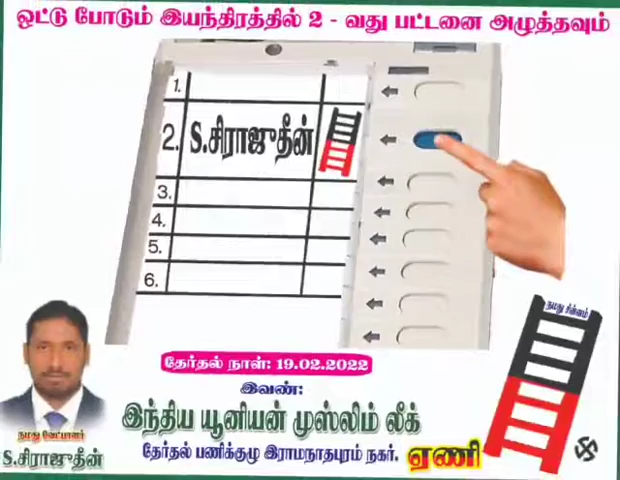 ஒட்டு போடும் இயந்திரத்தில் 2 - வது பட்டனை அழுத்தவும்
1.
2. S.சிராஜுதீன்
3.
4.
5.
6.
நமது சின்னம்
தேர்தல் நாள்: 19.02.2022
இவண்:
இந்திய யூனியன் முஸ்லிம் லீக்
நமது வேட்பாளர்
S.சிராஜுதீன்
தேர்தல் பணிக்குழு இராமநாதபுரம் நகர்.
ஏணி